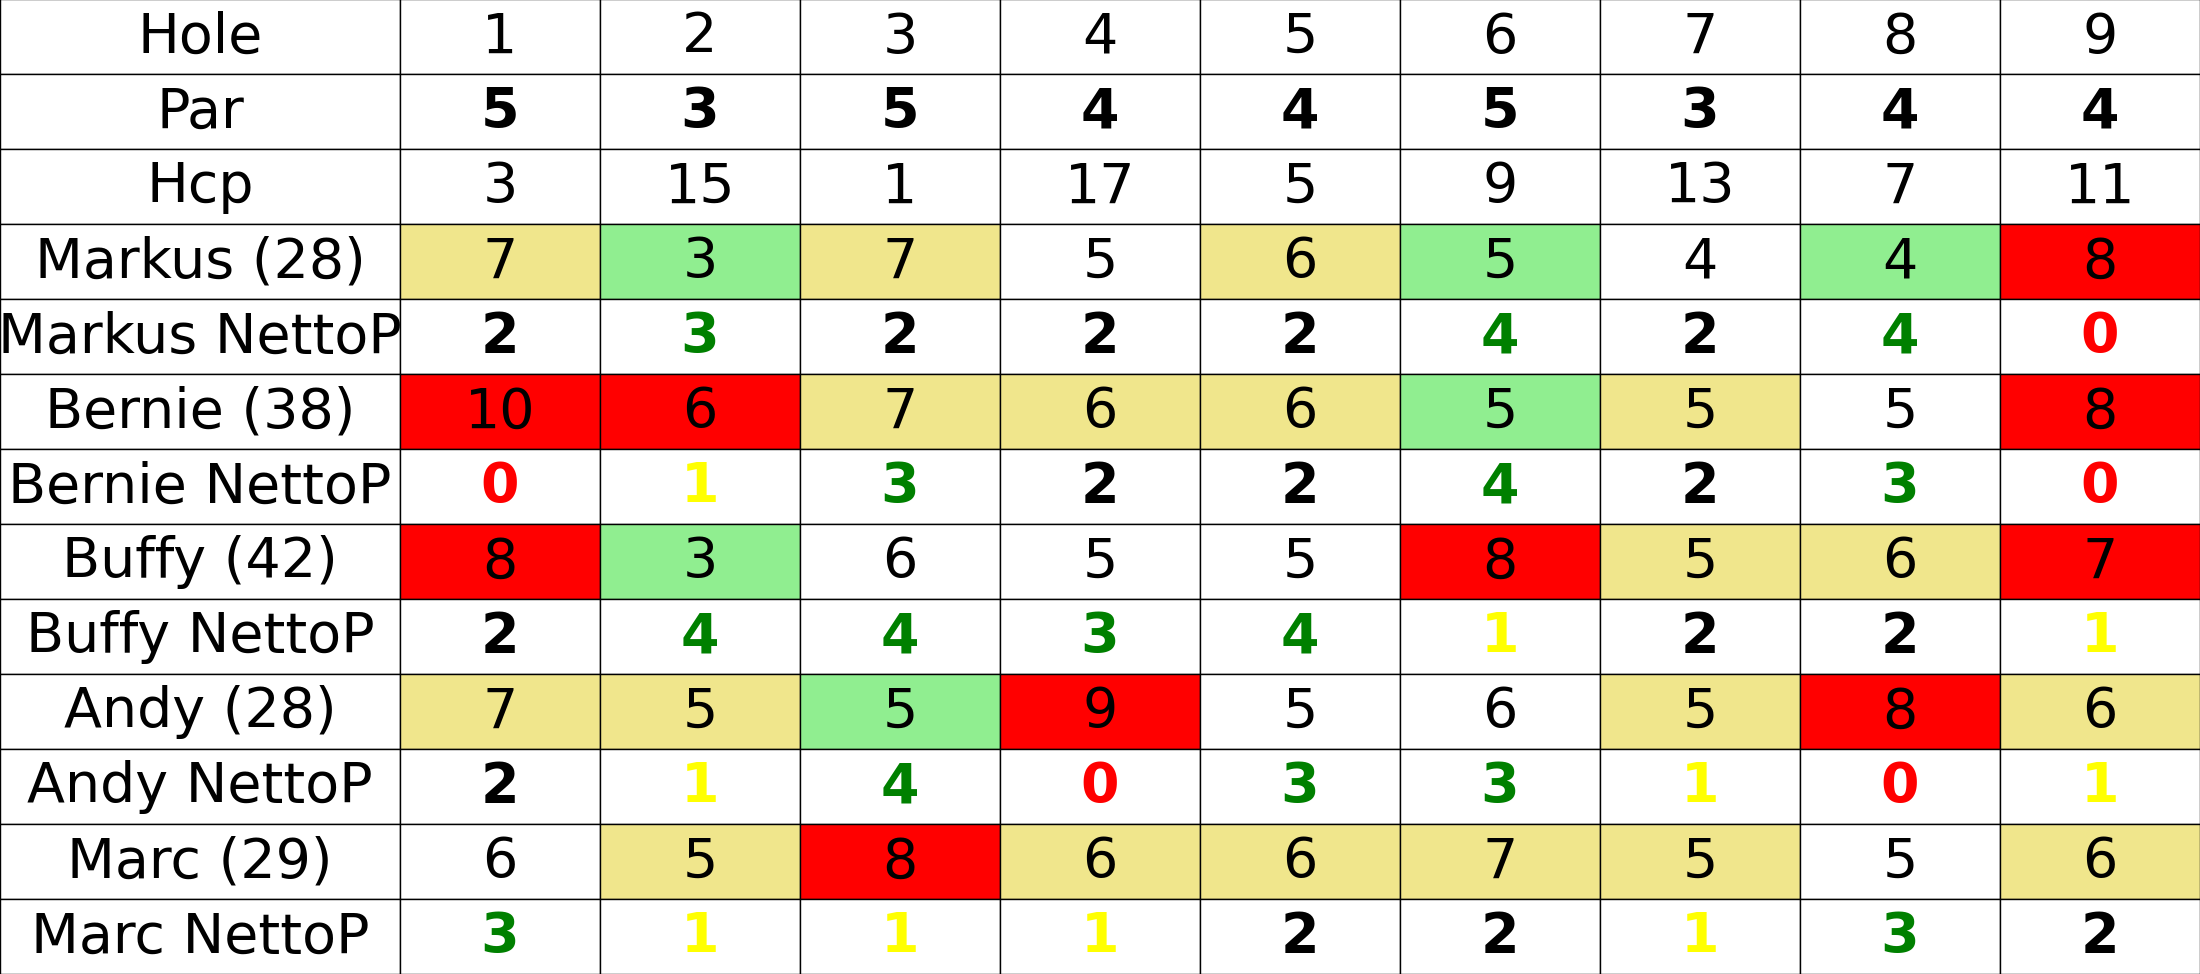 Hole 1 2 3 4 5 6 7 8 9
Par 5 3 5 4 4 5 3 4 4
Hcp 3 15 1 17 5 9 13 7 11
Markus (28) 7 3 7 5 6 5 4 4 8
Markus NettoP 2 3 2 2 2 4 2 4 0
Bernie (38) 10 6 7 6 6 5 5 5 8
Bernie NettoP 0 1 3 2 2 4 2 3 0
Buffy (42) 8 3 6 5 5 8 5 6 7
Buffy NettoP 2 4 4 3 4 1 2 2 1
Andy (28) 7 5 5 9 5 6 5 8 6
Andy NettoP 2 1 4 0 3 3 1 0 1
Marc (29) 6 5 8 6 6 7 5 5 6
Marc NettoP 3 1 1 1 2 2 1 3 2